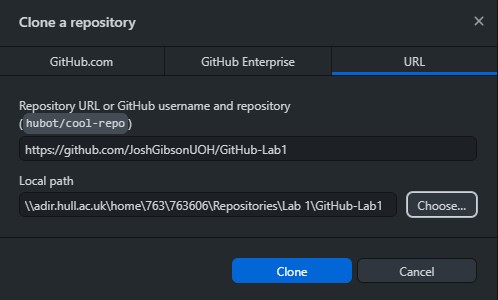 Clone a repository
GitHub.com
GitHub Enterprise
URL
Repository URL or GitHub username and repository
(hubot/cool-repo)
https://github.com/JoshGibsonUOH/GitHub-Lab1
Local path
\\adir.hull.ac.uk\home\763\763606\Repositories\Lab 1\GitHub-Lab1
Choose...
Clone
Cancel